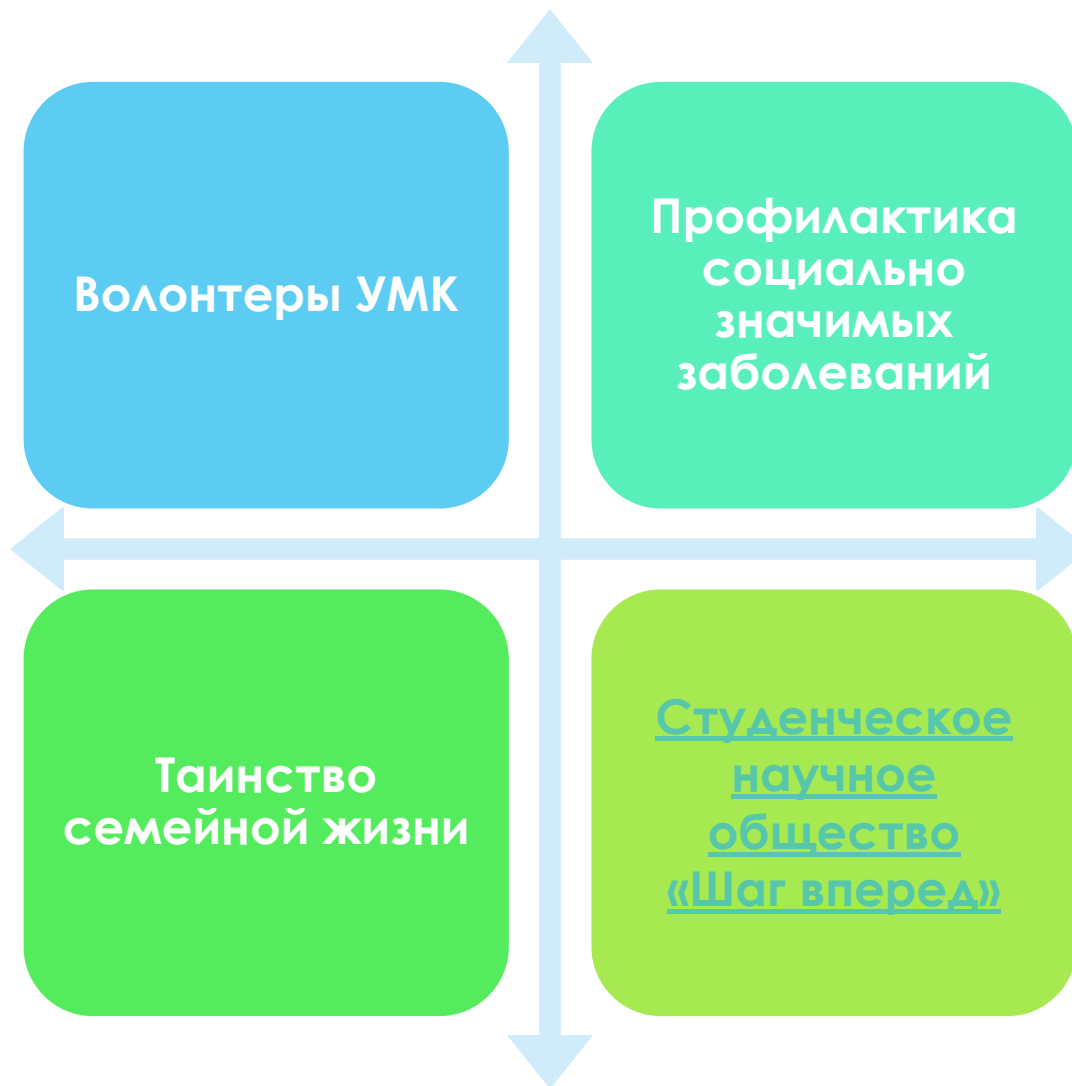 Волонтеры УМК
Профилактика
социально
значимых
заболеваний
Таинство
семейной жизни
Студенческое
научное
общество
«Шаг вперед»